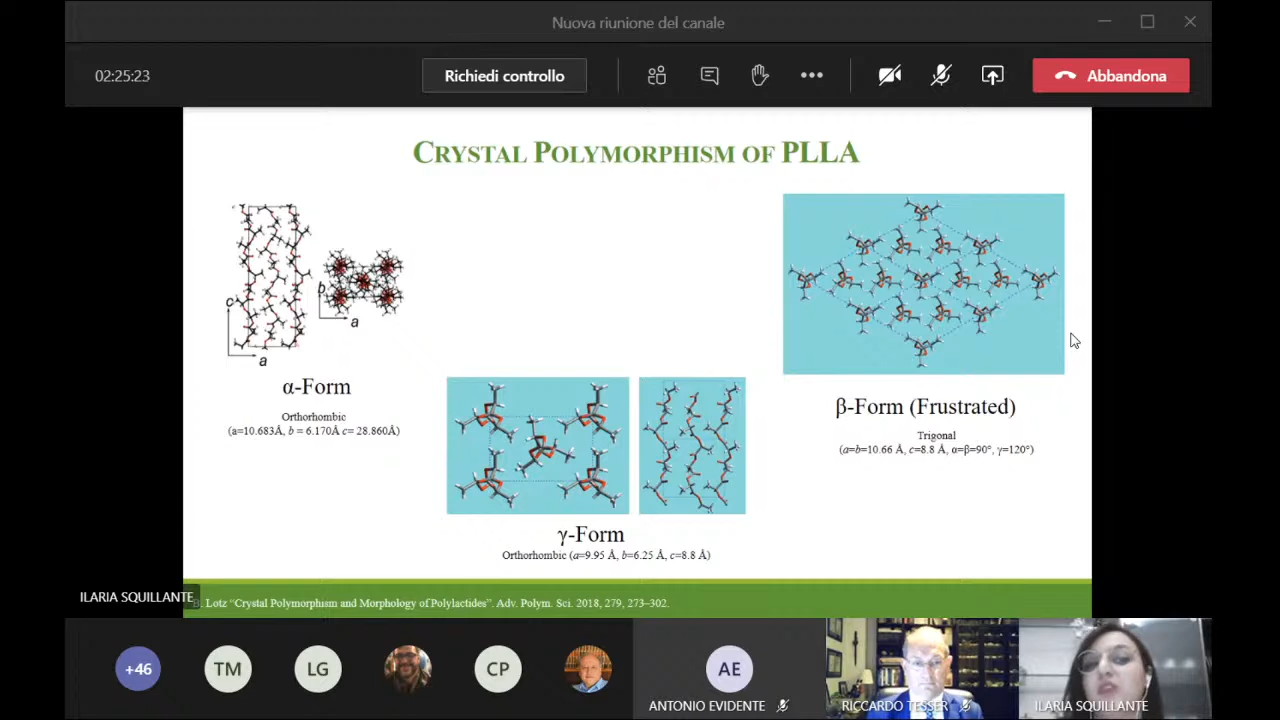 Nuova riunione del canale
02:25:23
Richiedi controllo
Abbandona
CRYSTAL POLYMORPHISM OF PLLA
c
a
b
a
α-Form
Orthorhombic
(a=10.683Å, b = 6.170Å c= 28.860Å)
γ-Form
Orthorhombic (a=9.95 Å, b=6.25 Å, c=8.8 Å)
β-Form (Frustrated)
Trigonal
(a=b=10.66 Å, c=8.8 Å, α=β=90°, γ=120°)
ILARIA SQUILLANTE
. Lotz “Crystal Polymorphism and Morphology of Polylactides”. Adv. Polym. Sci. 2018, 279, 273–302.
+46
TM
LG
CP
AE
ANTONIO EVIDENTE
RICCARDO TESSER
ILARIA SQUILLANTE